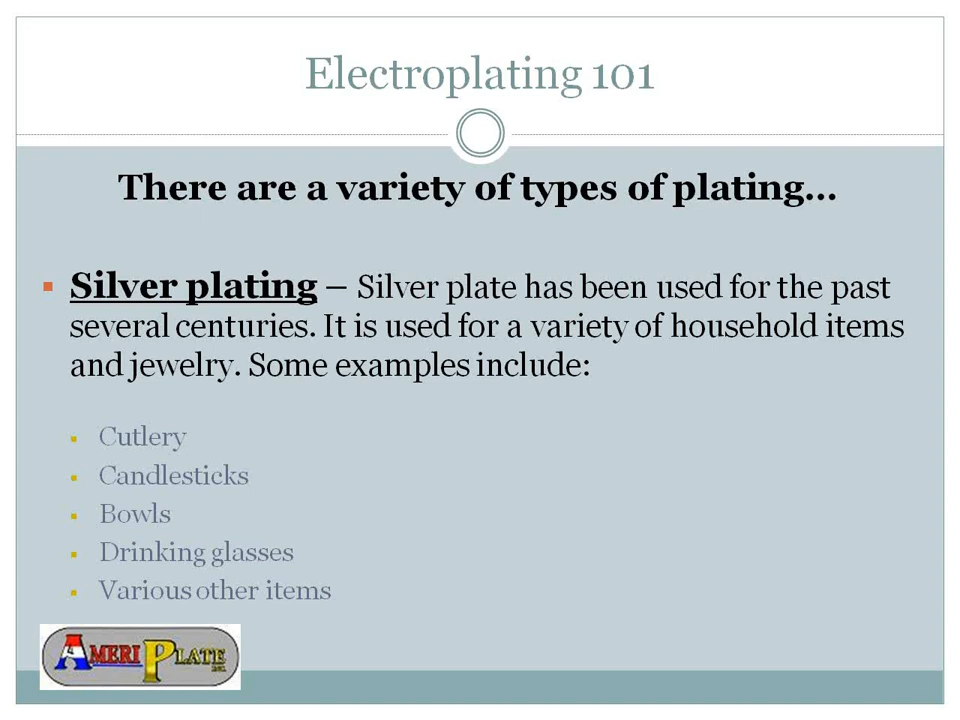 Electroplating 101
There are a variety of types of plating...
▪ Silver plating – Silver plate has been used for the past
several centuries. It is used for a variety of household items
and jewelry. Some examples include:
▪ Cutlery
▪ Candlesticks
▪ Bowls
▪ Drinking glasses
▪ Various other items
AMERI PLATE INC.